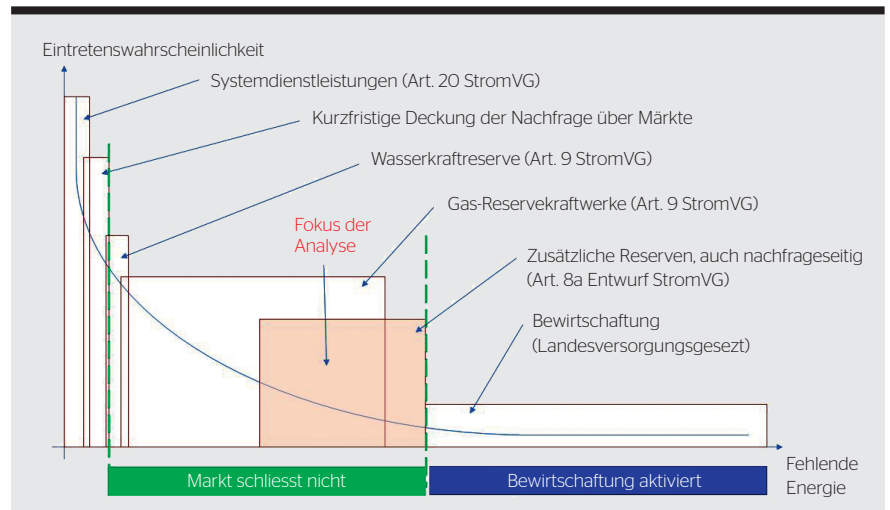 Eintretenswahrscheinlichkeit
Systemdienstleistungen (Art. 20 StromVG)
Kurzfristige Deckung der Nachfrage über Märkte
Wasserkraftreserve (Art. 9 StromVG)
Gas-Reservekraftwerke (Art. 9 StromVG)
Fokus der
Analyse
Zusätzliche Reserven, auch nachfrageseitig
(Art. 8a Entwurf StromVG)
Bewirtschaftung
(Landesversorgungsgesezt)
Markt schliesst nicht
Bewirtschaftung aktiviert
Fehlende
Energie